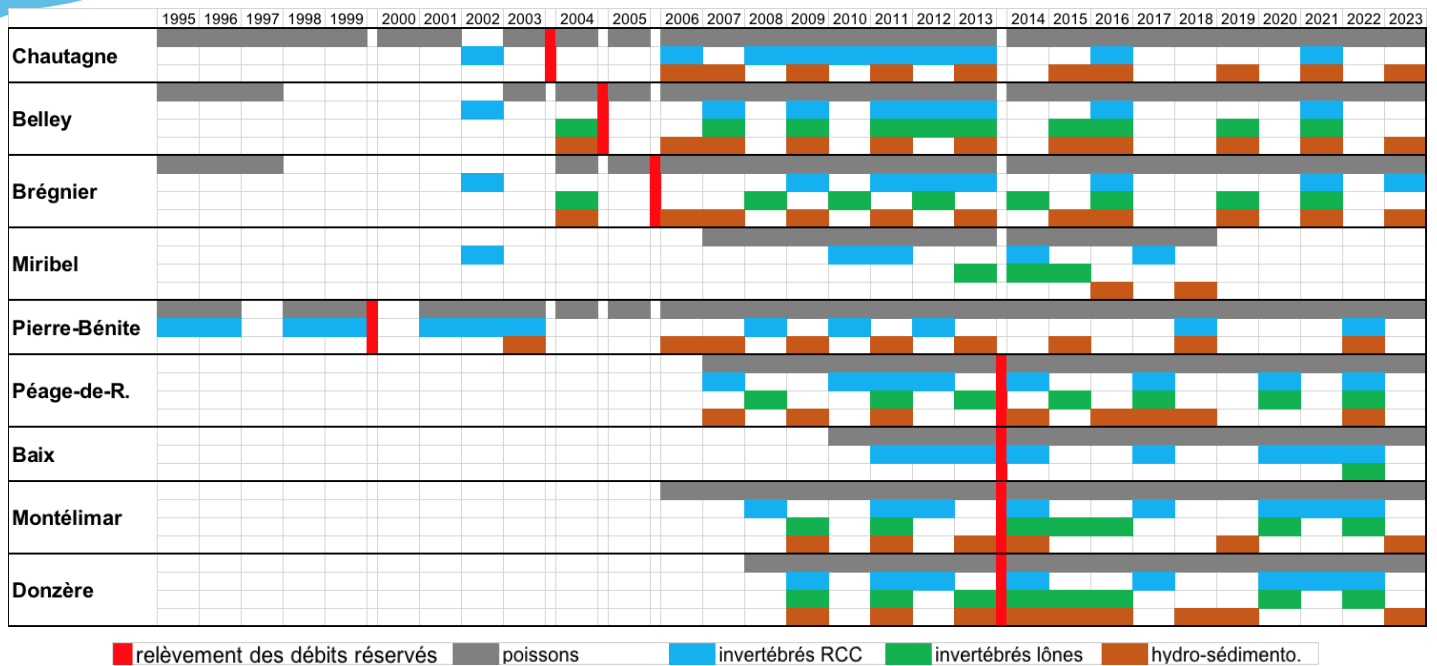 1995 1996 1997 1998 1999 2000 2001 2002 2003 2004 2005 2006 2007 2008 2009 2010 2011 2012 2013 2014 2015 2016 2017 2018 2019 2020 2021 2022 2023
Chautagne
Belley
Brégnier
Miribel
Pierre-Bénite
Péage-de-R.
Baix
Montélimar
Donzère
relèvement des débits réservés poissons invertébrés RCC invertébrés lônes hydro-sédimento.